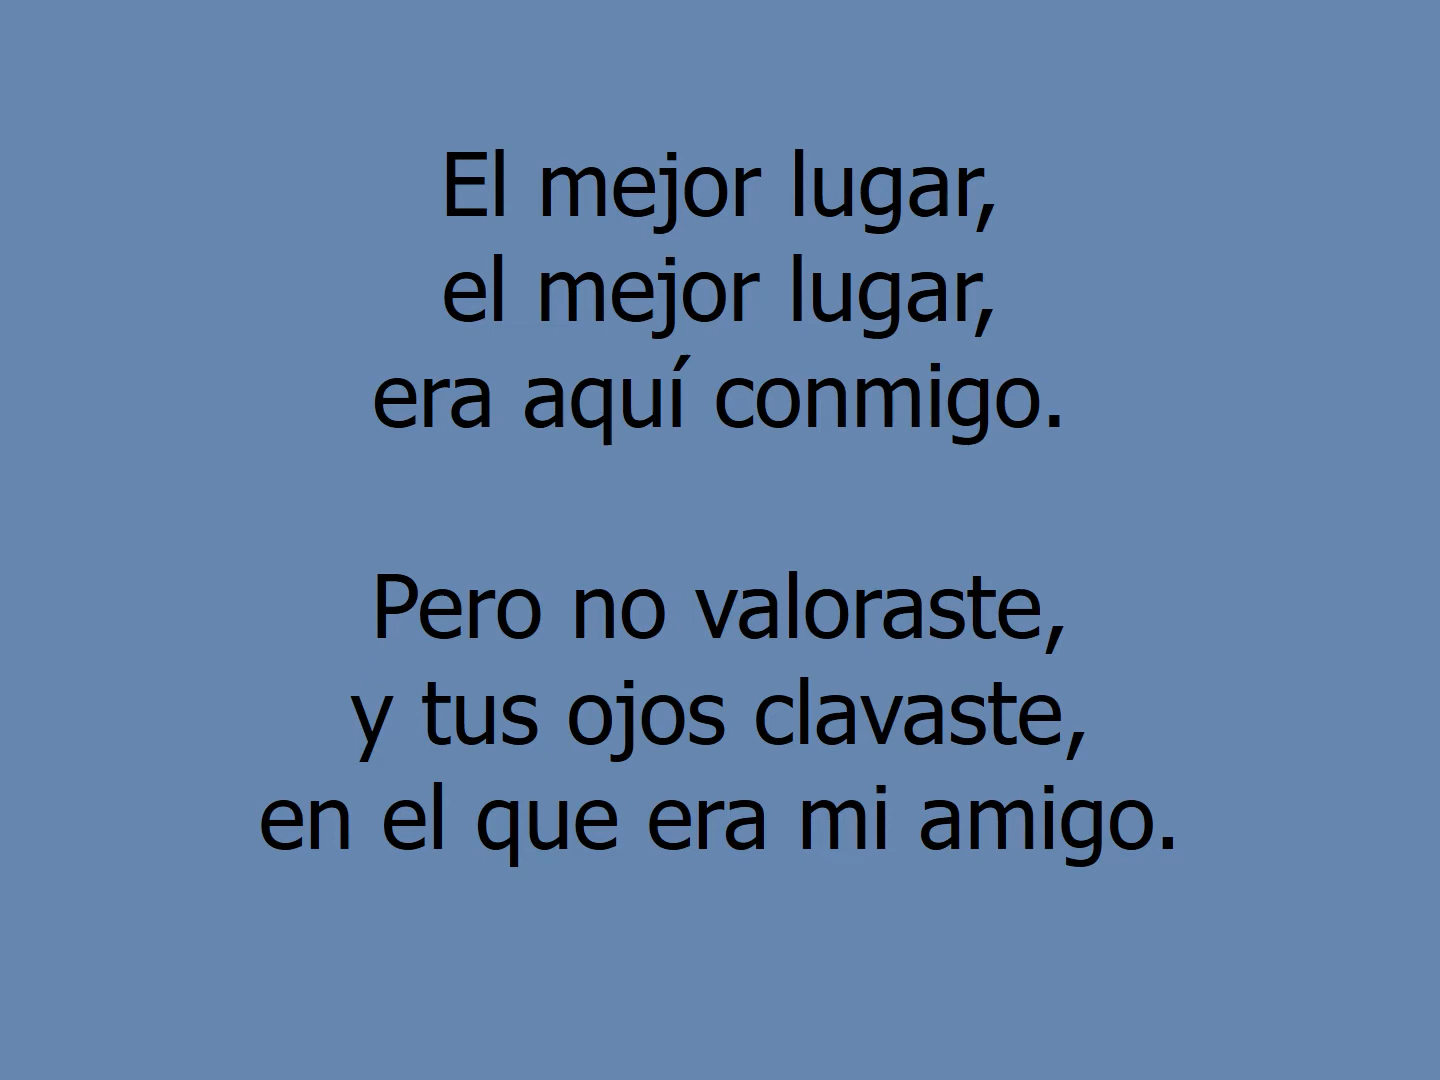 El mejor lugar,
el mejor lugar,
era aquí conmigo.
Pero no valoraste,
y tus ojos clavaste,
en el que era mi amigo.